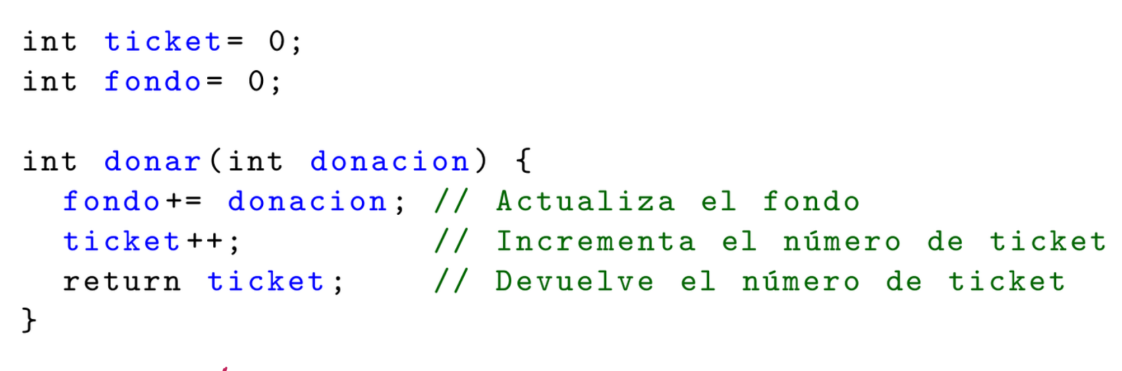 int ticket= 0;
int fondo= 0;
int donar(int donacion) {
fondo+= donacion; // Actualiza el fondo
ticket++; // Incrementa el número de ticket
return ticket; // Devuelve el número de ticket
}